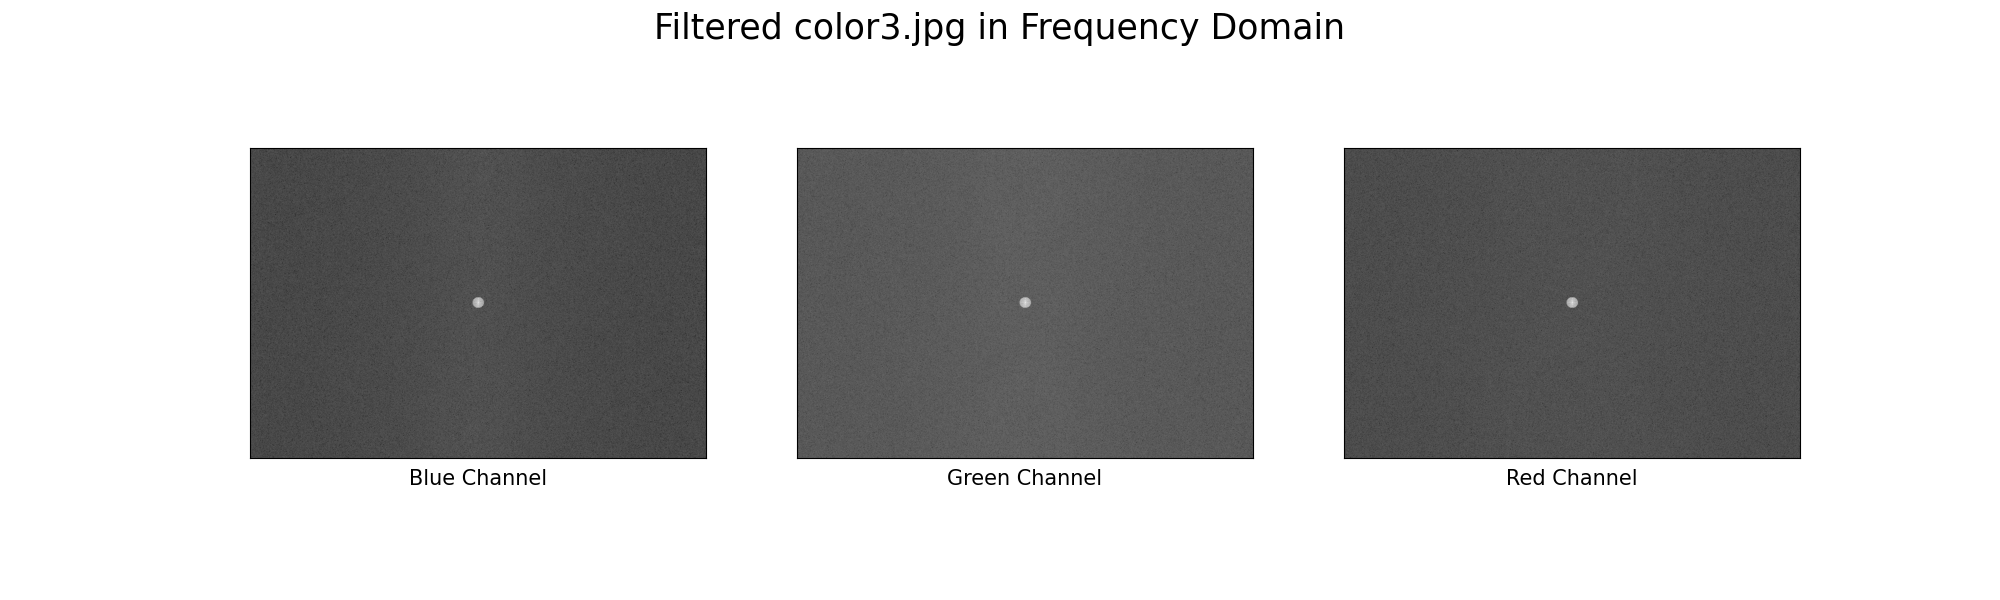 Filtered color3.jpg in Frequency Domain
Blue Channel
Green Channel
Red Channel